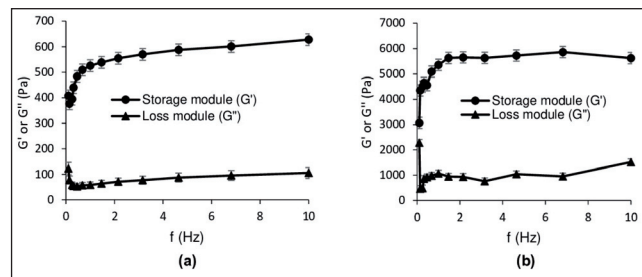 700
600
500
400
300
200
100
0
G' or G'' (Pa)
Storage module (G')
Loss module (G'')
0 2 4 6 8 10
f (Hz)
(a)
7000
6000
5000
4000
3000
2000
1000
0
G' or G'' (Pa)
Storage module (G')
Loss module (G'')
0 2 4 6 8 10
f (Hz)
(b)